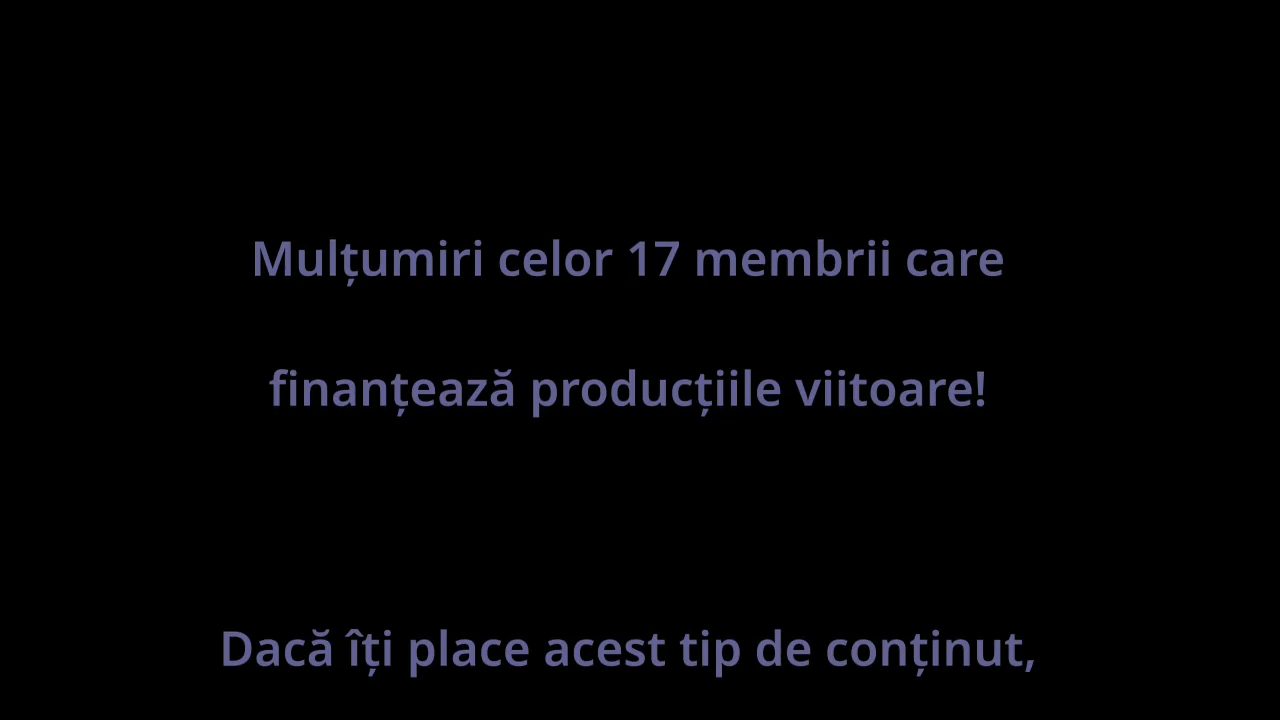 Mulțumiri celor 17 membrii care
finanțează producțiile viitoare!
Dacă îți place acest tip de conținut,